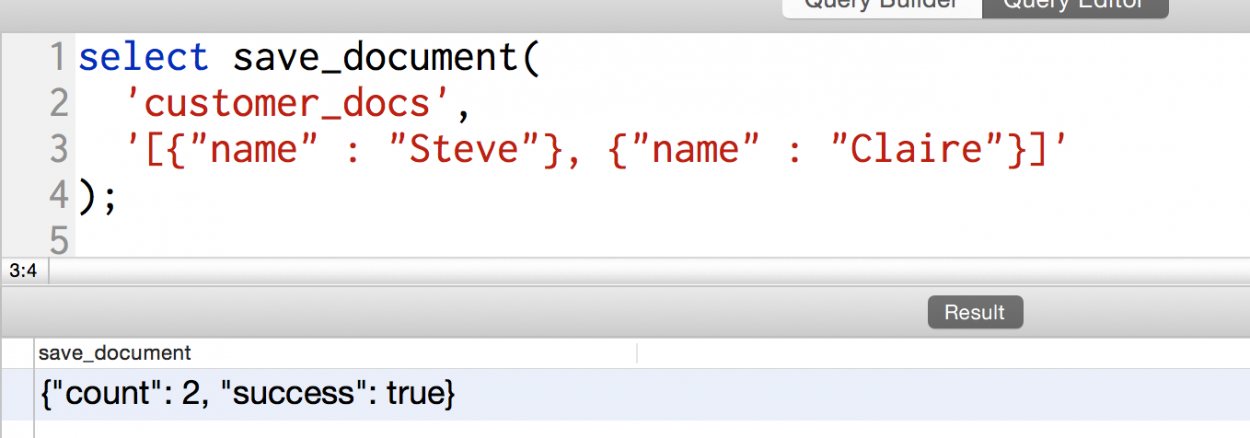 Query Builder Query Editor
1 select save_document(
2 'customer_docs',
3 '[{"name" : "Steve"}, {"name" : "Claire"}]'
4 );
5
3:4
Result
save_document
{"count": 2, "success": true}